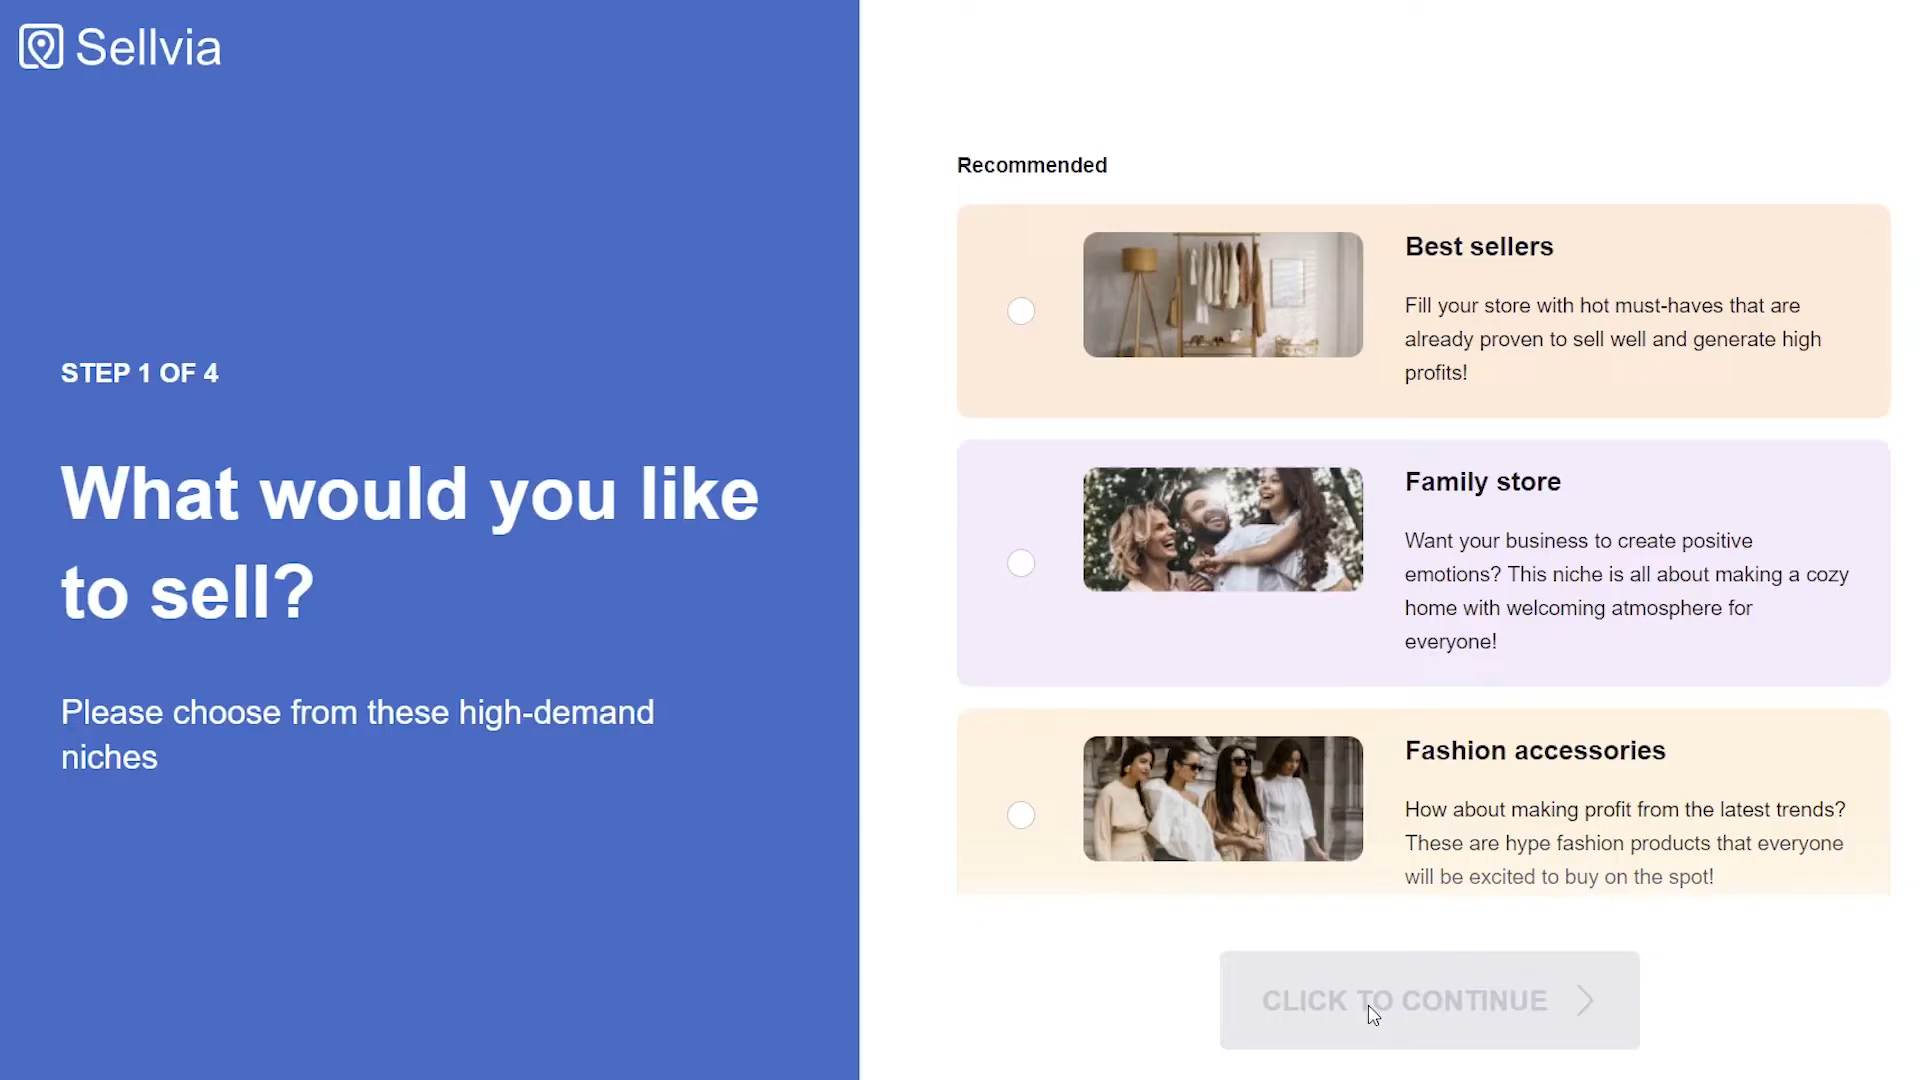 Sellvia
STEP 1 OF 4
What would you like
to sell?
Please choose from these high-demand
niches
Recommended
Best sellers
Fill your store with hot must-haves that are
already proven to sell well and generate high
profits!
Family store
Want your business to create positive
emotions? This niche is all about making a cozy
home with welcoming atmosphere for
everyone!
Fashion accessories
How about making profit from the latest trends?
These are hype fashion products that everyone
will be excited to buy on the spot!
CLICK TO CONTINUE